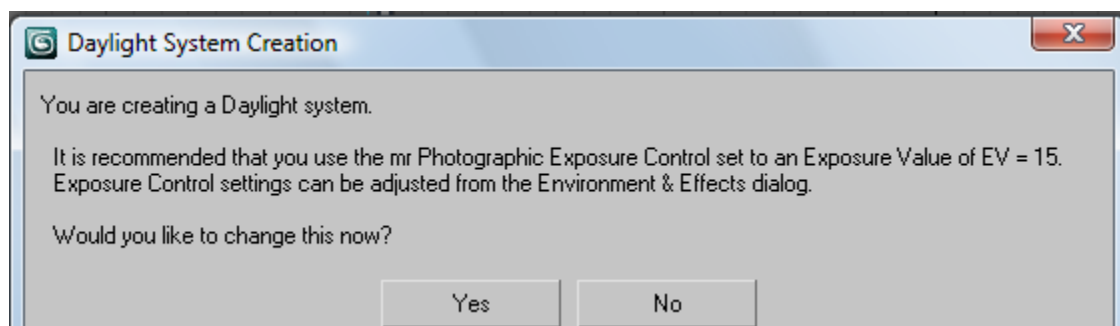 Daylight System Creation
You are creating a Daylight system.
It is recommended that you use the mr Photographic Exposure Control set to an Exposure Value of EV = 15.
Exposure Control settings can be adjusted from the Environment & Effects dialog.
Would you like to change this now?
Yes No